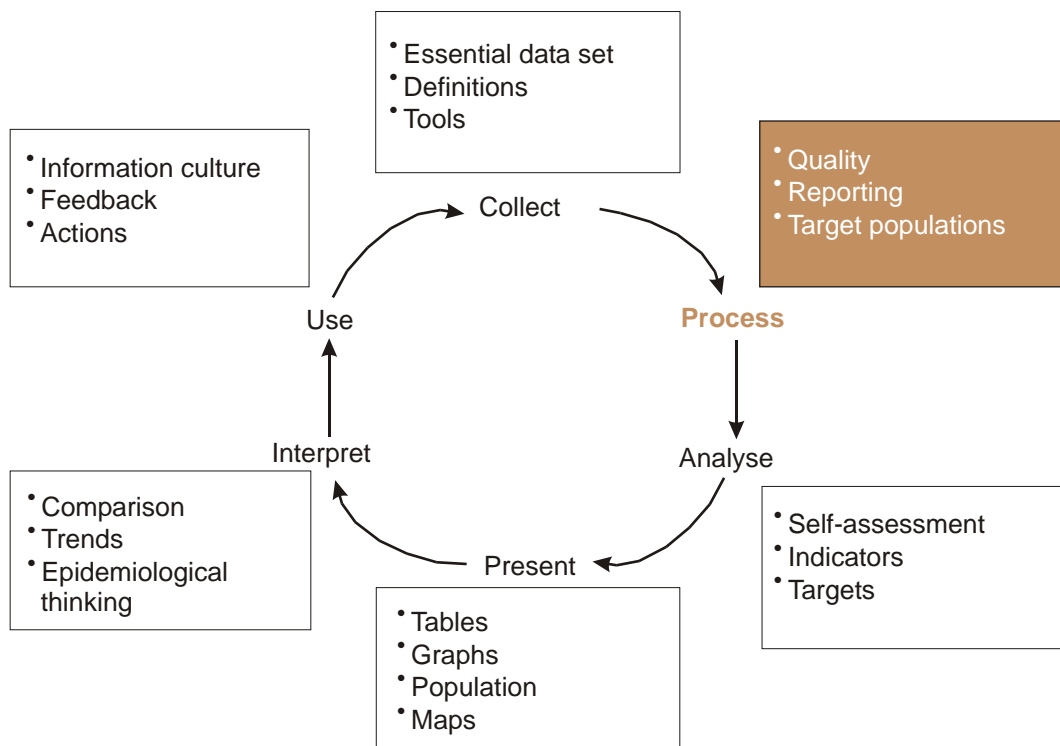 • Essential data set
• Definitions
• Tools
Collect
• Quality
• Reporting
• Target populations
Process
Analyse
• Self-assessment
• Indicators
• Targets
Present
• Tables
• Graphs
• Population
• Maps
Interpret
• Comparison
• Trends
• Epidemiological
thinking
Use
• Information culture
• Feedback
• Actions